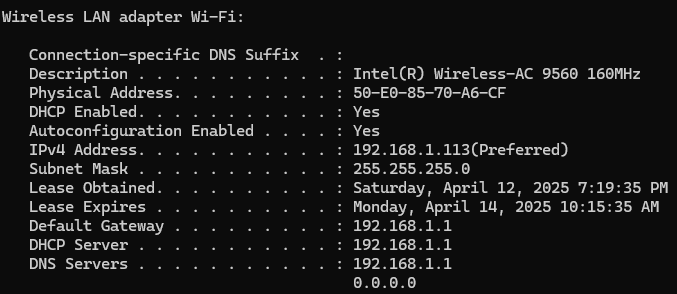 Wireless LAN adapter Wi-Fi:
Connection-specific DNS Suffix  . :
Description . . . . . . . . . . . : Intel(R) Wireless-AC 9560 160MHz
Physical Address. . . . . . . . . : 50-E0-85-70-A6-CF
DHCP Enabled. . . . . . . . . . . : Yes
Autoconfiguration Enabled . . . . : Yes
IPv4 Address. . . . . . . . . . . : 192.168.1.113(Preferred)
Subnet Mask . . . . . . . . . . . : 255.255.255.0
Lease Obtained. . . . . . . . . . : Saturday, April 12, 2025 7:19:35 PM
Lease Expires . . . . . . . . . . : Monday, April 14, 2025 10:15:35 AM
Default Gateway . . . . . . . . . : 192.168.1.1
DHCP Server . . . . . . . . . . . : 192.168.1.1
DNS Servers . . . . . . . . . . . : 192.168.1.1
0.0.0.0